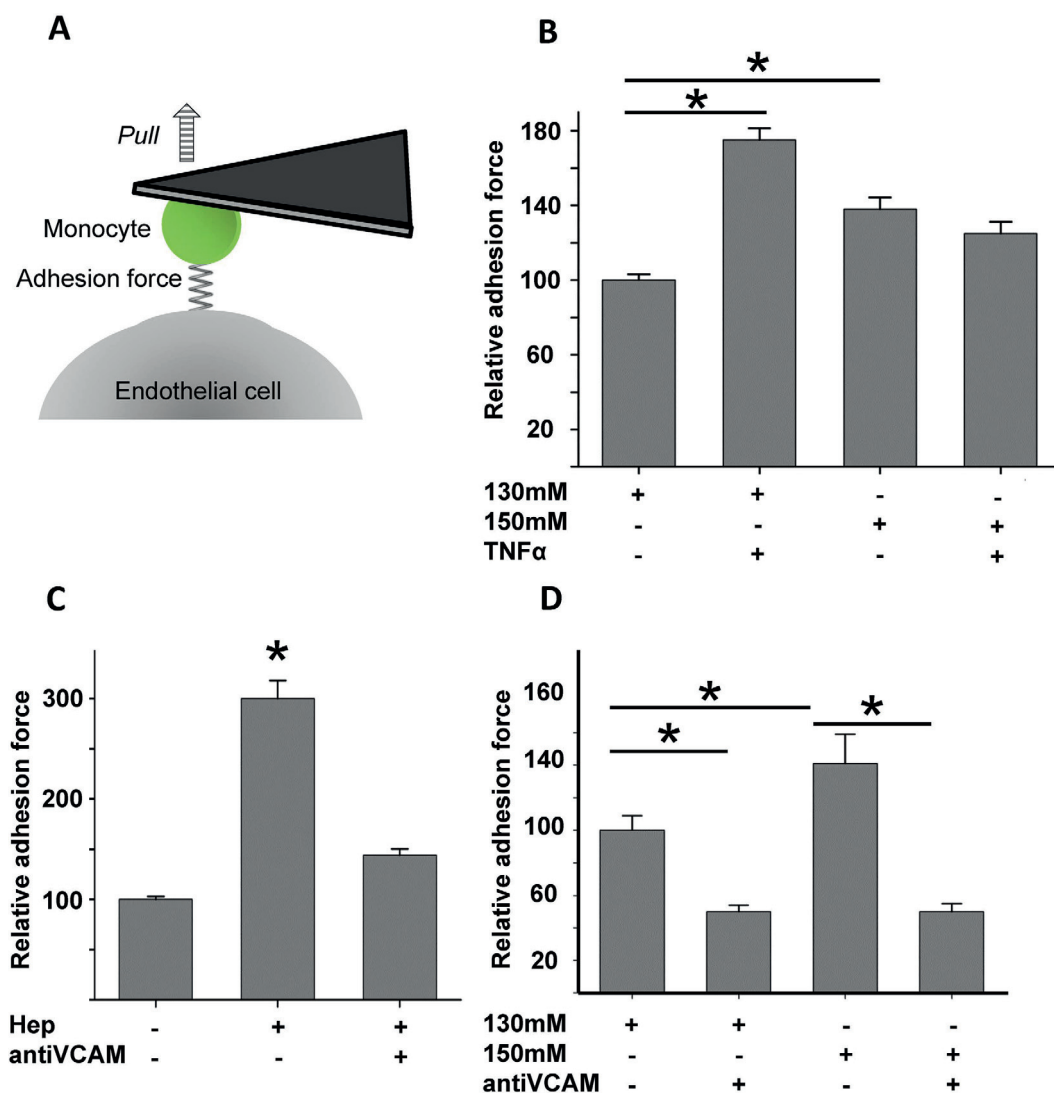 A
Pull
Monocyte
Adhesion force
Endothelial cell
B
*
*
Relative adhesion force
180
140
100
60
20
130mM + + - -
150mM - - + +
TNFα - + - +
C
*
Relative adhesion force
300
200
100
Hep - + +
antiVCAM - - +
D
*
*
*
Relative adhesion force
160
140
100
60
20
130mM + + - -
150mM - - + +
antiVCAM - + - +